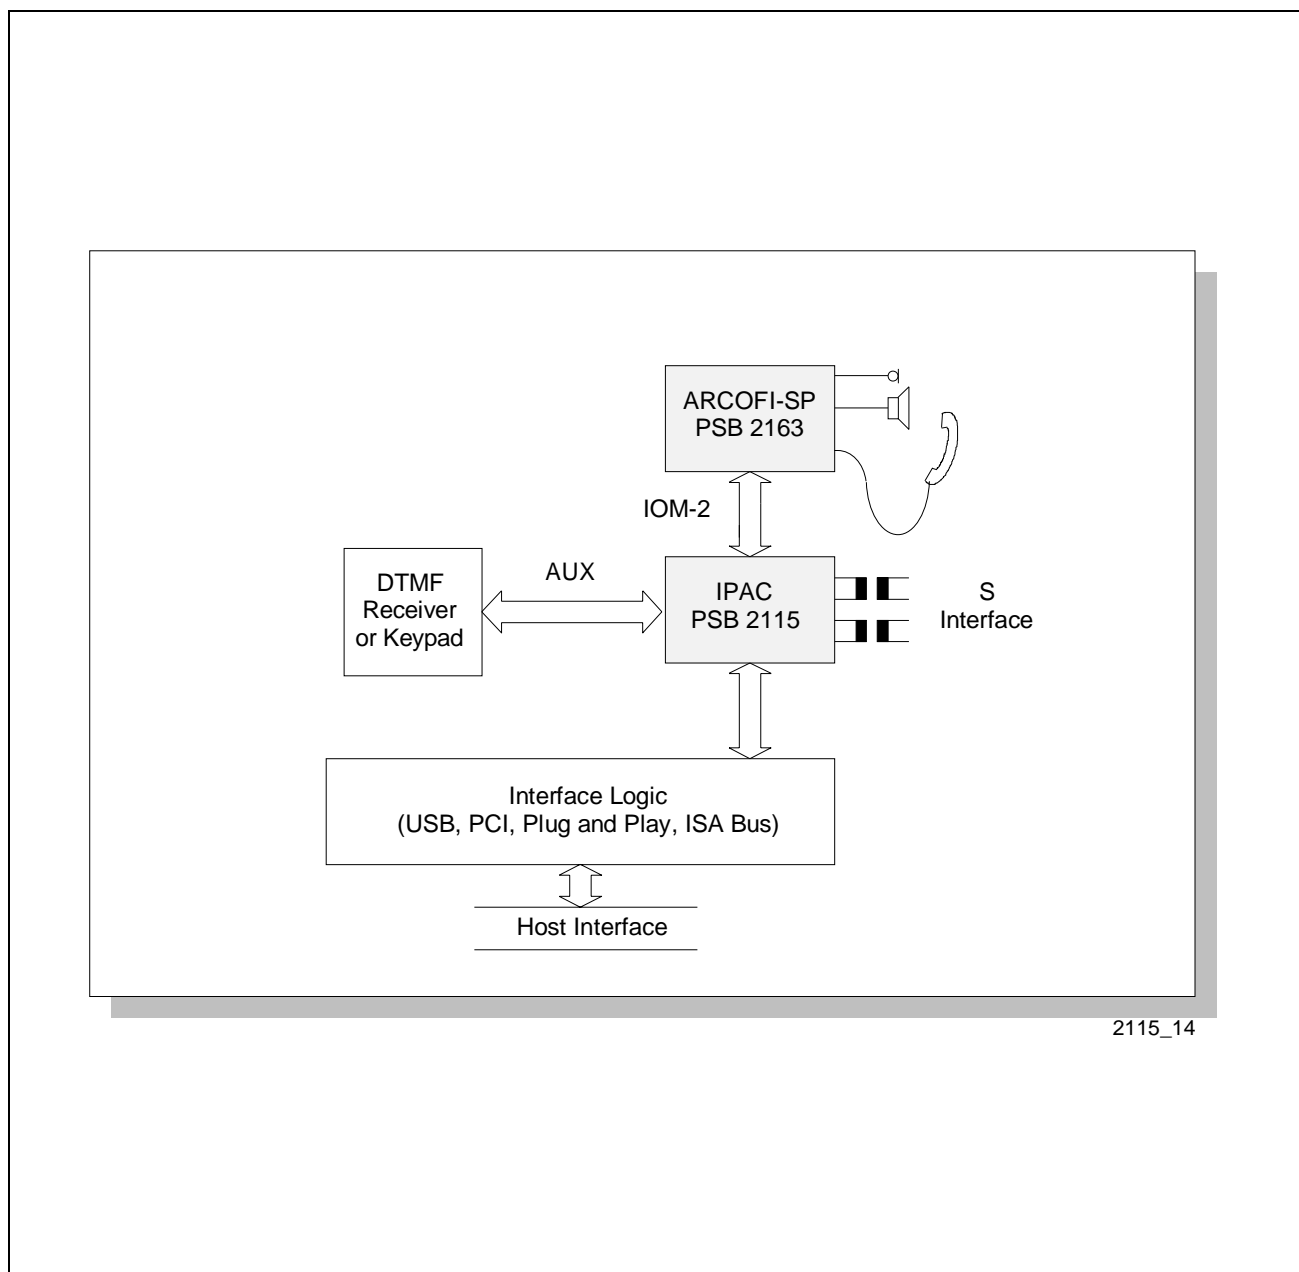 ARCOFI-SP
PSB 2163
IOM-2
DTMF
Receiver
or Keypad
AUX
IPAC
PSB 2115
S
Interface
Interface Logic
(USB, PCI, Plug and Play, ISA Bus)
Host Interface
2115_14